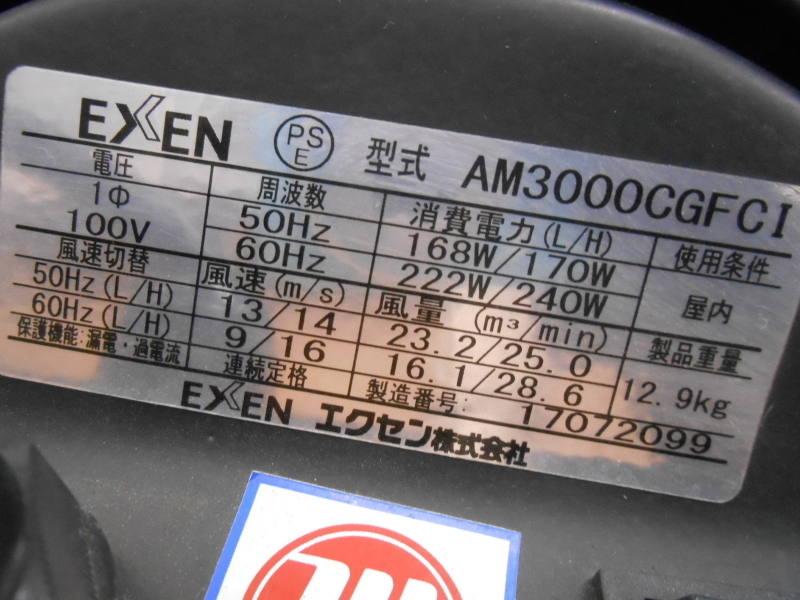 EXEN PSE 型式 AM3000CGFCI
電圧 周波数 消費電力(L/H) 使用条件
1Φ 50Hz 168W/170W
100V 60Hz 222W/240W 屋内
風速切替 風速(m/s) 風量 (m³/min) 製品重量
50Hz(L/H) 13/14 23.2/25.0
60Hz(L/H) 9/16 16.1/28.6 12.9kg
保護機能:漏電・過電流 連続定格 製造番号: 17072099
EXEN エクセン株式会社